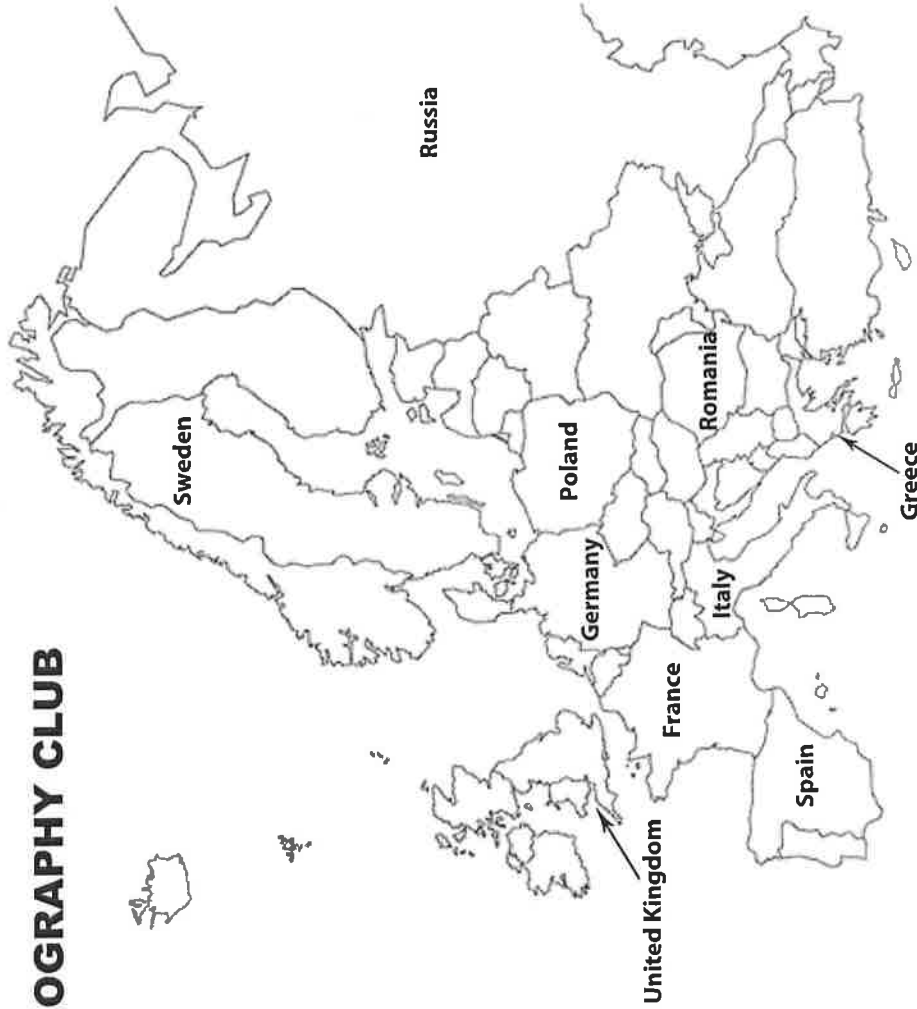 OGRAPHY CLUB
Sweden
Russia
United Kingdom
Germany
Poland
France
Italy
Romania
Spain
Greece